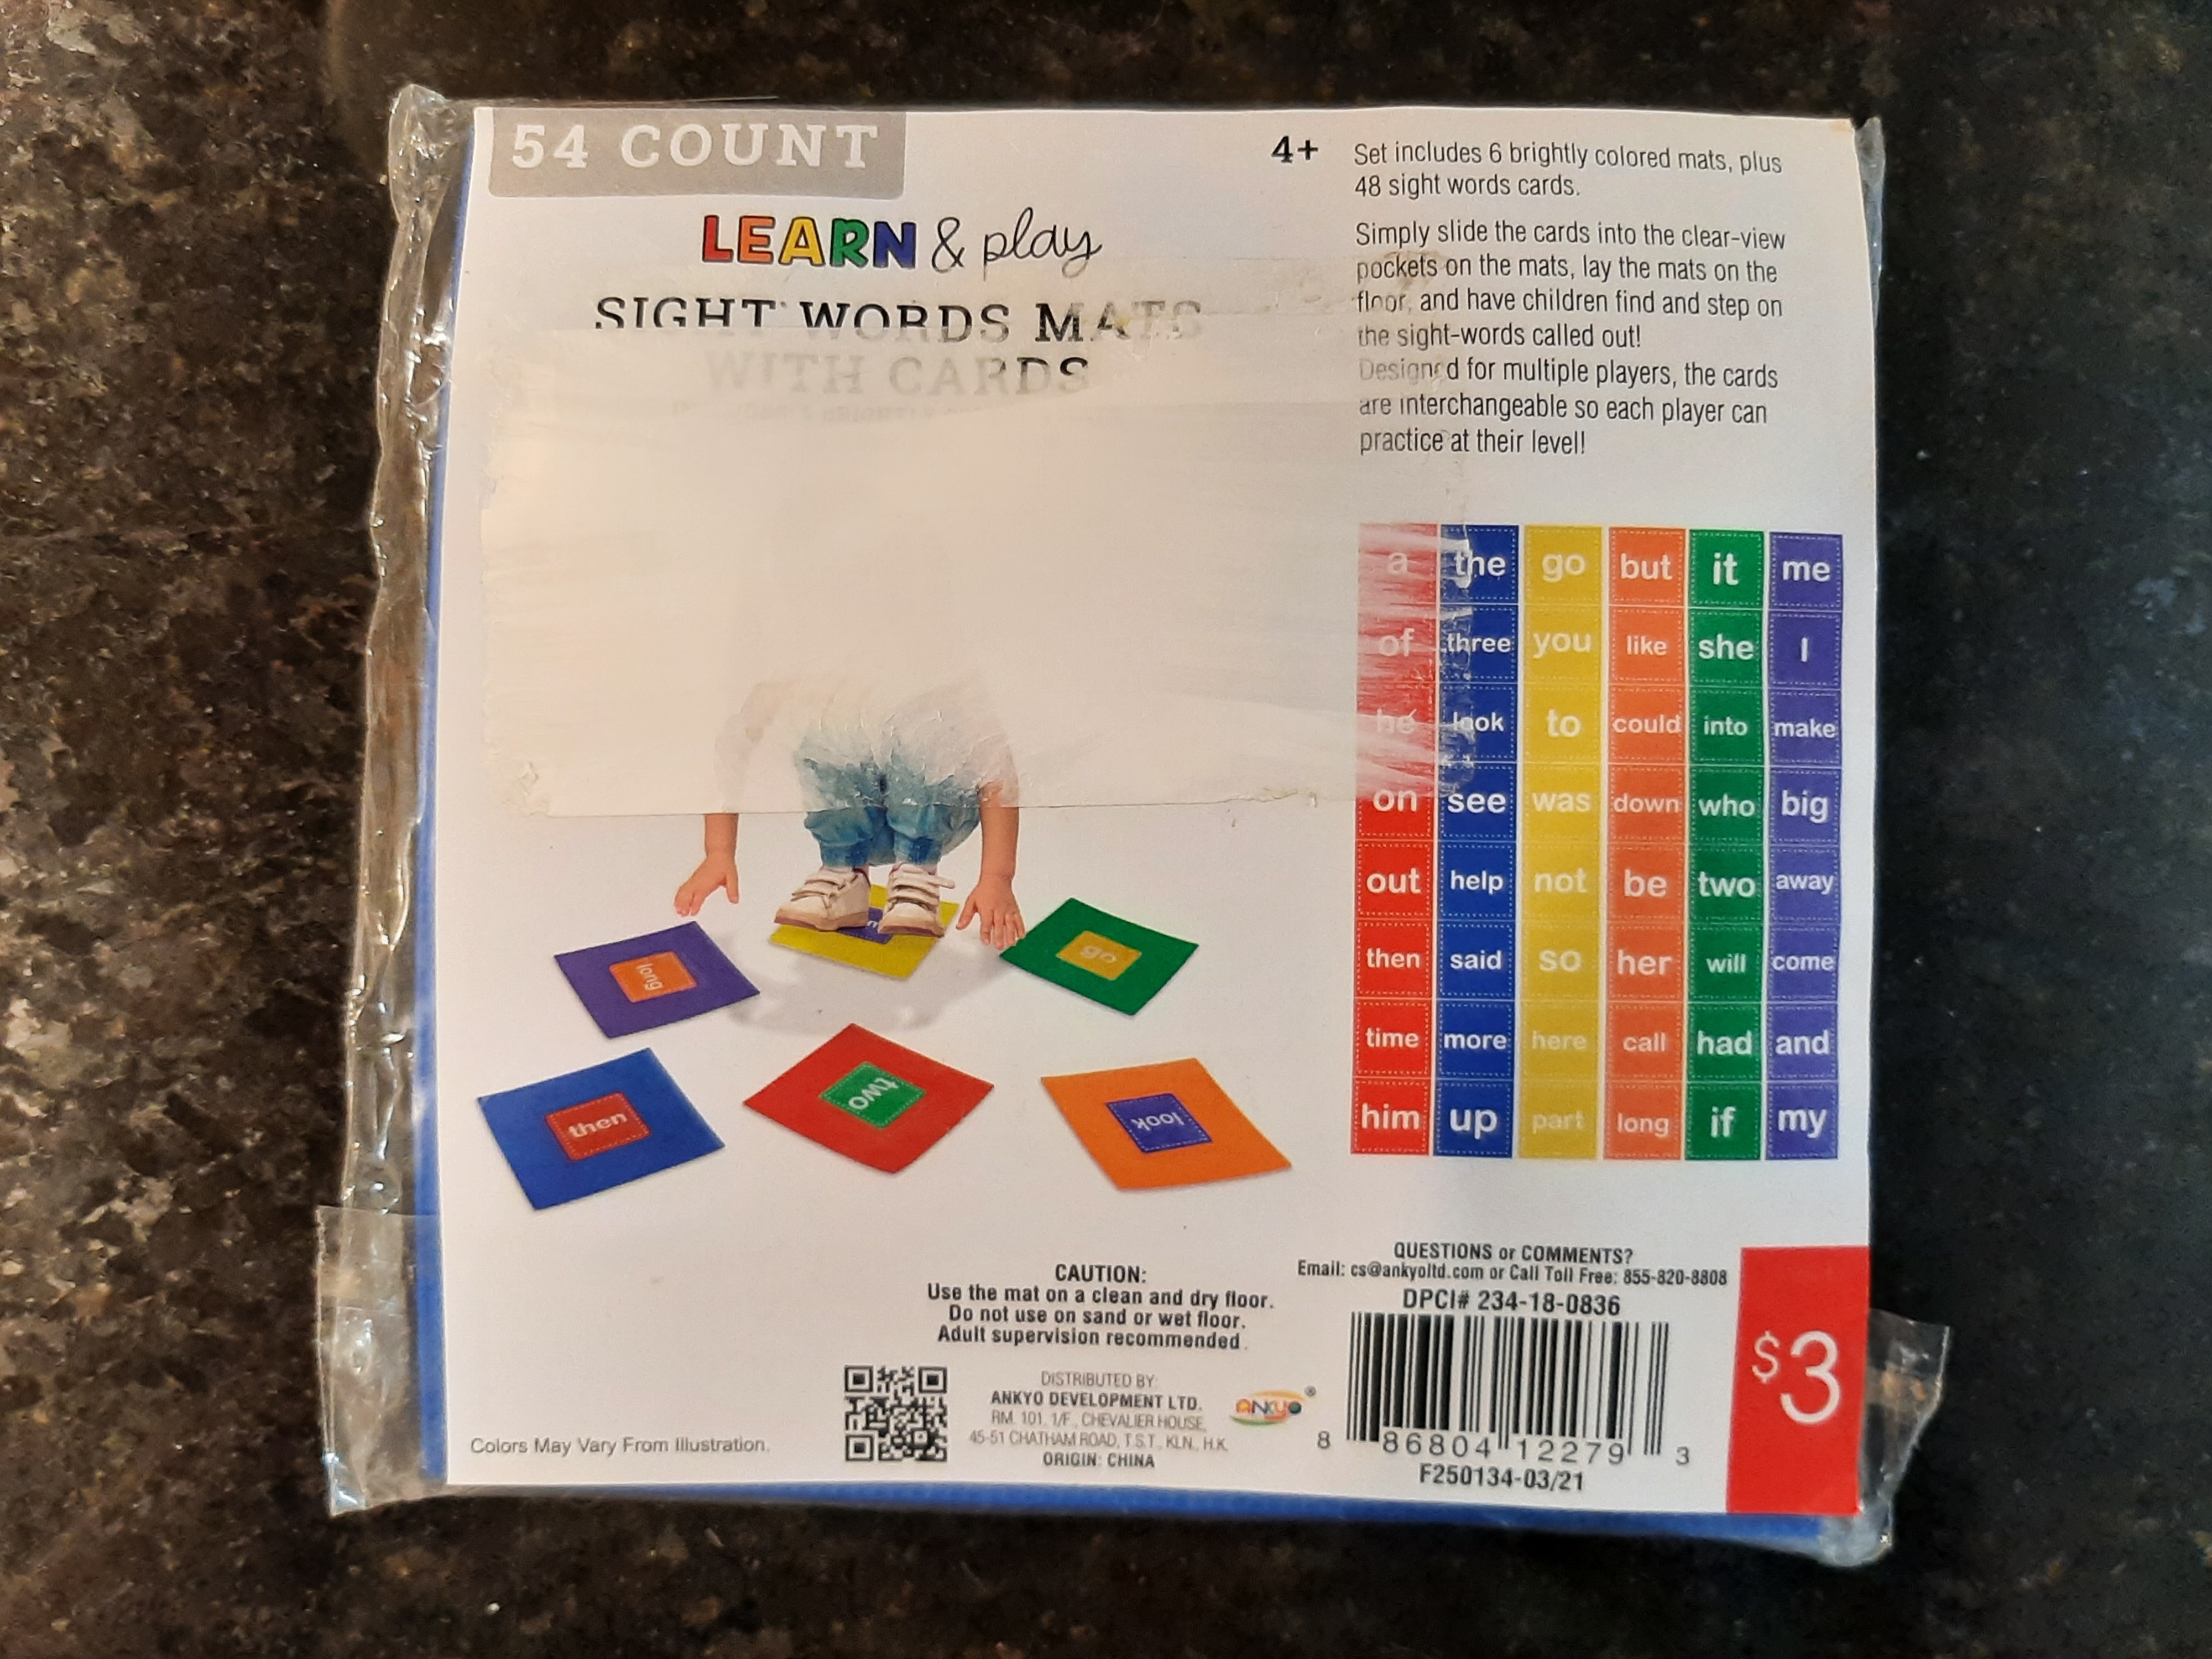 54 COUNT
LEARN & play
SIGHT WORDS MATS
WITH CARDS
4+
Set includes 6 brightly colored mats, plus
48 sight words cards.
Simply slide the cards into the clear-view
pockets on the mats, lay the mats on the
floor, and have children find and step on
the sight-words called out!
Designed for multiple players, the cards
are interchangeable so each player can
practice at their level!
a the go but it me
of three you like she I
he look to could into make
on see was down who big
out help not be two away
then said so her will come
time more here call had and
him up part long if my
long
go
then
two
look
CAUTION:
Use the mat on a clean and dry floor.
Do not use on sand or wet floor.
Adult supervision recommended.
QUESTIONS or COMMENTS?
Email: cs@ankyoltd.com or Call Toll Free: 855-820-8808
DPCI# 234-18-0836
8 86804 12279 3
F250134-03/21
$3
DISTRIBUTED BY:
ANKYO DEVELOPMENT LTD.
RM. 101, 1/F., CHEVALIER HOUSE,
45-51 CHATHAM ROAD, T.S.T., KLN., H.K.
ORIGIN: CHINA
ANKYO®
Colors May Vary From Illustration.